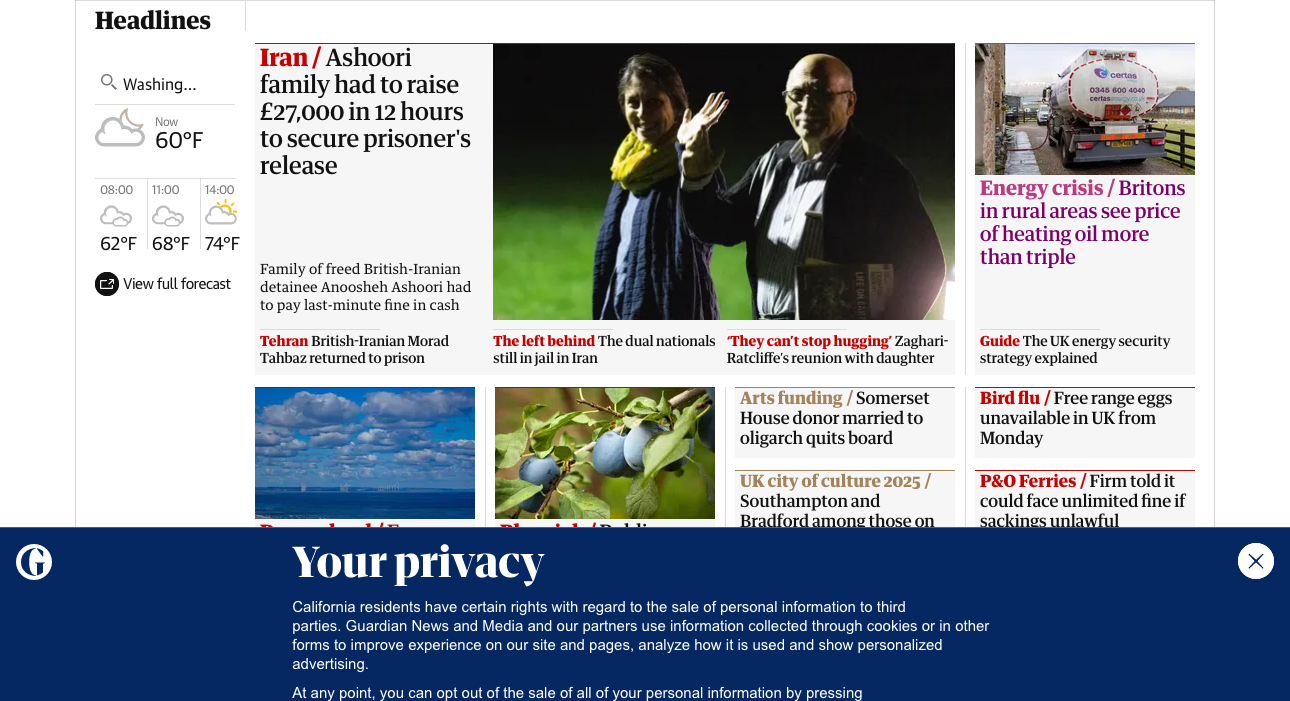 Headlines
Washing...
Now
60°F
08:00
11:00
14:00
62°F
68°F
74°F
View full forecast
Iran / Ashoori
family had to raise
£27,000 in 12 hours
to secure prisoner's
release
Family of freed British-Iranian
detainee Anoosheh Ashoori had
to pay last-minute fine in cash
Tehran British-Iranian Morad
Tahbaz returned to prison
The left behind The dual nationals
still in jail in Iran
‘They can’t stop hugging’ Zaghari-
Ratcliffe’s reunion with daughter
certas
0345 600 4040
Energy crisis / Britons
in rural areas see price
of heating oil more
than triple
Guide The UK energy security
strategy explained
Arts funding / Somerset
House donor married to
oligarch quits board
UK city of culture 2025 /
Southampton and
Bradford among those on
Bird flu / Free range eggs
unavailable in UK from
Monday
P&O Ferries / Firm told it
could face unlimited fine if
sackings unlawful
Your privacy
California residents have certain rights with regard to the sale of personal information to third
parties. Guardian News and Media and our partners use information collected through cookies or in other
forms to improve experience on our site and pages, analyze how it is used and show personalized
advertising.
At any point, you can opt out of the sale of all of your personal information by pressing